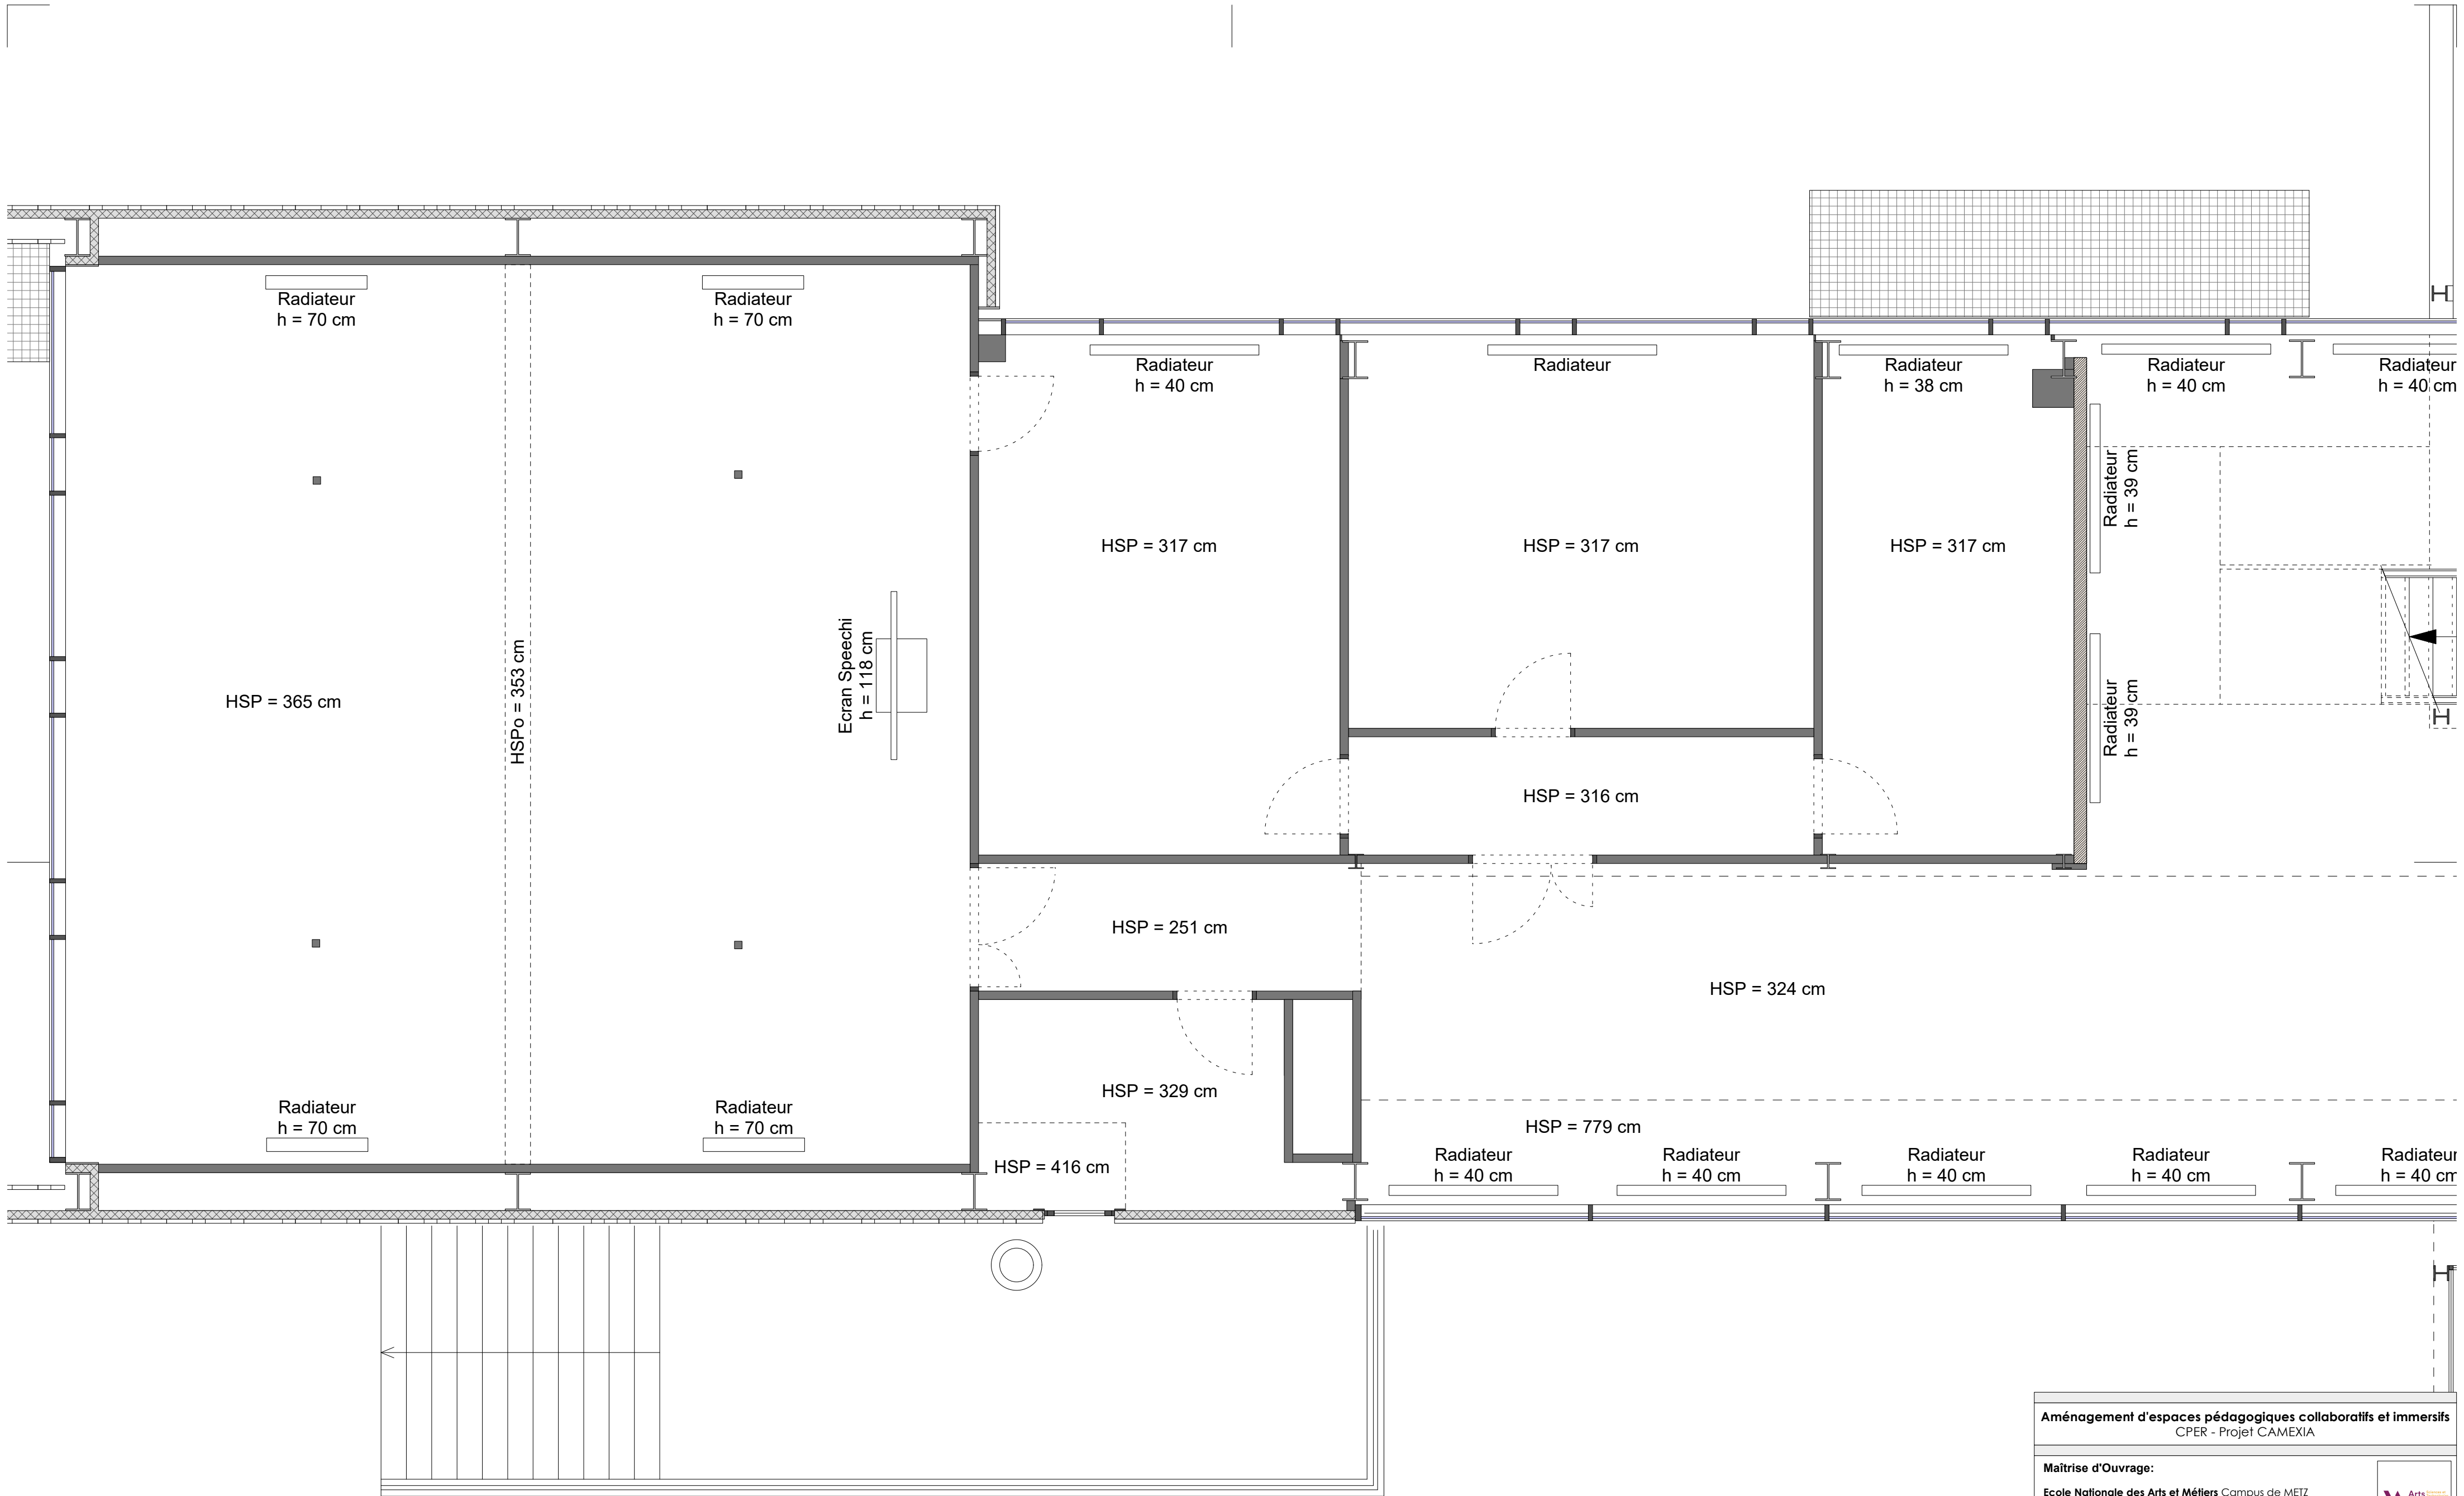 Radiateur
h = 70 cm
Radiateur
h = 70 cm
Radiateur
h = 40 cm
Radiateur
Radiateur
h = 38 cm
Radiateur
h = 40 cm
Radiateur
h = 40 cm
Radiateur
h = 39 cm
HSP = 317 cm
HSP = 317 cm
HSP = 317 cm
HSP = 365 cm
HSPo = 353 cm
Ecran Speechi
h = 118 cm
Radiateur
h = 39 cm
HSP = 316 cm
HSP = 251 cm
HSP = 324 cm
HSP = 329 cm
HSP = 779 cm
HSP = 416 cm
Radiateur
h = 70 cm
Radiateur
h = 70 cm
Radiateur
h = 40 cm
Radiateur
h = 40 cm
Radiateur
h = 40 cm
Radiateur
h = 40 cm
Radiateur
h = 40 cm
Aménagement d'espaces pédagogiques collaboratifs et immersifs
CPER - Projet CAMEXIA
Maîtrise d'Ouvrage:
Ecole Nationale des Arts et Métiers Campus de METZ
Arts